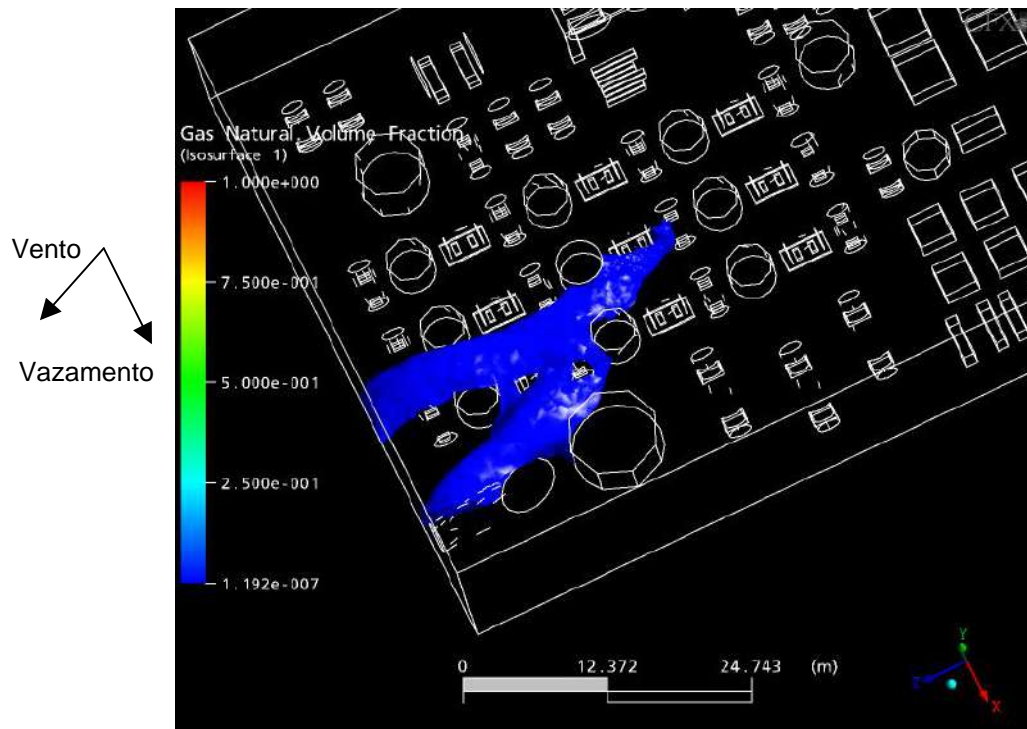 CFX
Gas Natural.Volume Fraction
(Isosurface 1)
1.000e+000
7.500e-001
5.000e-001
2.500e-001
1.192e-007
Vento
Vazamento
0 12.372 24.743 (m)
Y
Z
X